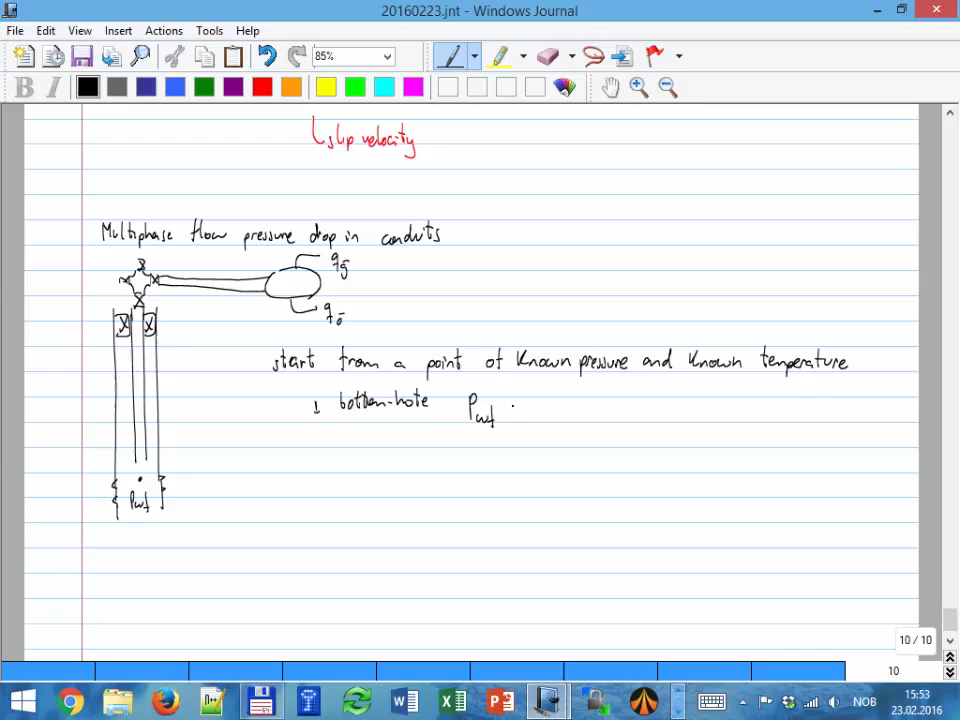 20160223.jnt - Windows Journal
File Edit View Insert Actions Tools Help
85%
B I
slip velocity
Multiphase flow pressure drop in conduits
qg̅
qo̅
start from a point of known pressure and known temperature
1 bottom-hole Pwf
Pwf
10 / 10
10
15:53
NOB
23.02.2016